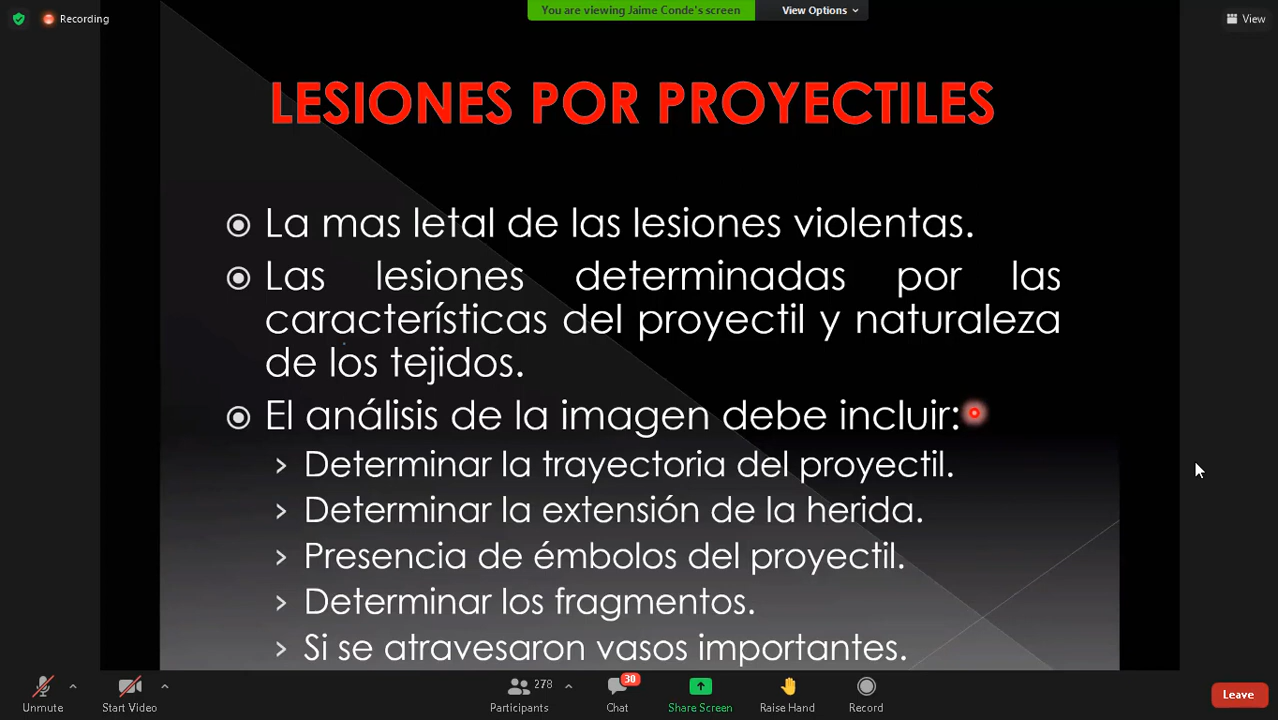 You are viewing Jaime Conde's screen
View Options
Recording
View
LESIONES POR PROYECTILES
La mas letal de las lesiones violentas.
Las lesiones determinadas por las
características del proyectil y naturaleza
de los tejidos.
El análisis de la imagen debe incluir:
Determinar la trayectoria del proyectil.
Determinar la extensión de la herida.
Presencia de émbolos del proyectil.
Determinar los fragmentos.
Si se atravesaron vasos importantes.
Unmute
Start Video
278
Participants
30
Chat
Share Screen
Raise Hand
Record
Leave